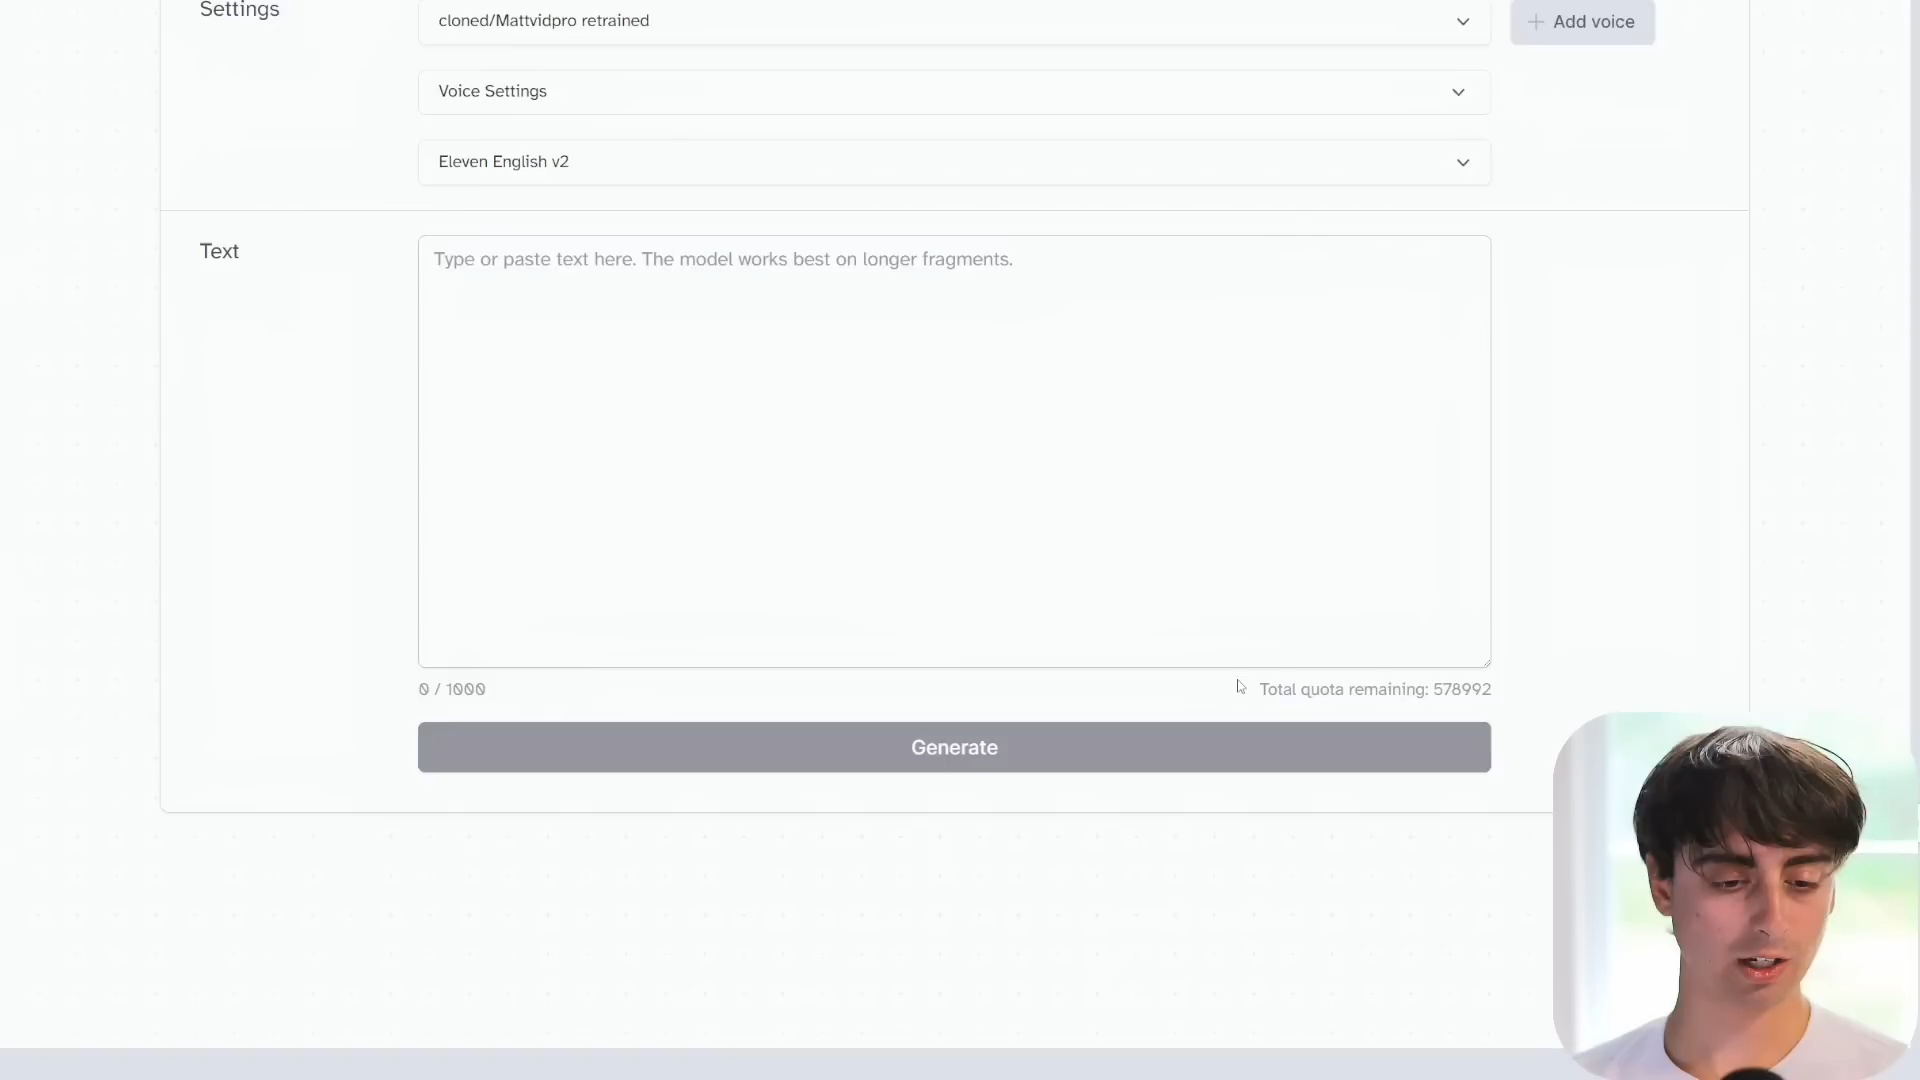 Settings
cloned/Mattvidpro retrained
Add voice
Voice Settings
Eleven English v2
Text
Type or paste text here. The model works best on longer fragments.
0 / 1000
Total quota remaining: 578992
Generate